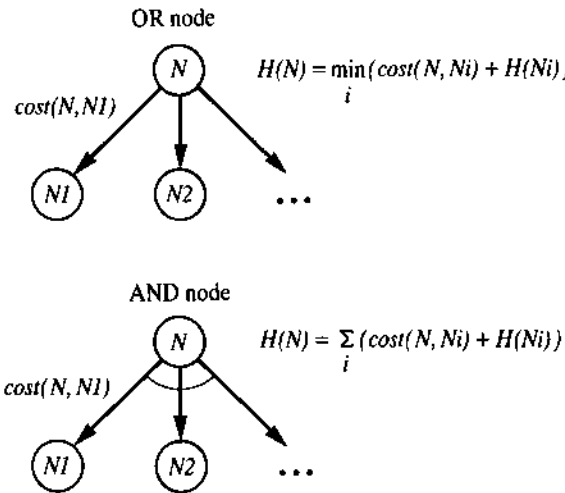 OR node
N
H(N) = min (cost(N, Ni) + H(Ni))
i
cost(N, N1)
N1
N2
...
AND node
N
H(N) = Σ (cost(N, Ni) + H(Ni))
i
cost(N, N1)
N1
N2
...